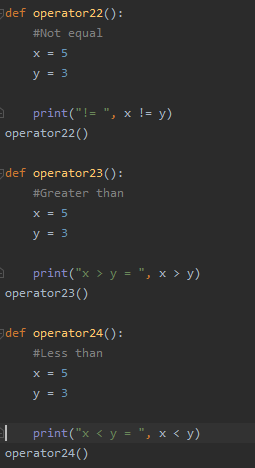 def operator22():
    #Not equal
    x = 5
    y = 3

    print("!= ", x != y)
operator22()

def operator23():
    #Greater than
    x = 5
    y = 3

    print("x > y = ", x > y)
operator23()

def operator24():
    #Less than
    x = 5
    y = 3

    print("x < y = ", x < y)
operator24()